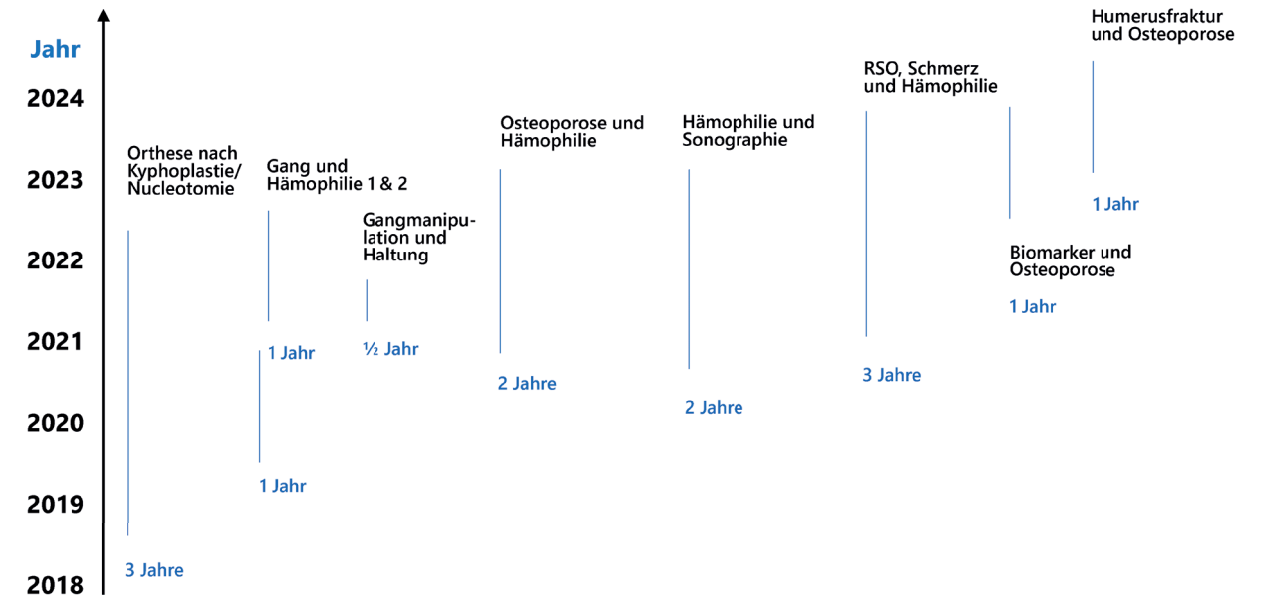 Jahr
2024
2023
2022
2021
2020
2019
2018
Orthese nach
Kyphoplastie/
Nucleotomie
3 Jahre
Gang und
Hämophilie 1 & 2
1 Jahr
1 Jahr
Gangmanipu-
lation und
Haltung
½ Jahr
Osteoporose und
Hämophilie
2 Jahre
Hämophilie und
Sonographie
2 Jahre
RSO, Schmerz
und Hämophilie
3 Jahre
Biomarker und
Osteoporose
1 Jahr
Humerusfraktur
und Osteoporose
1 Jahr